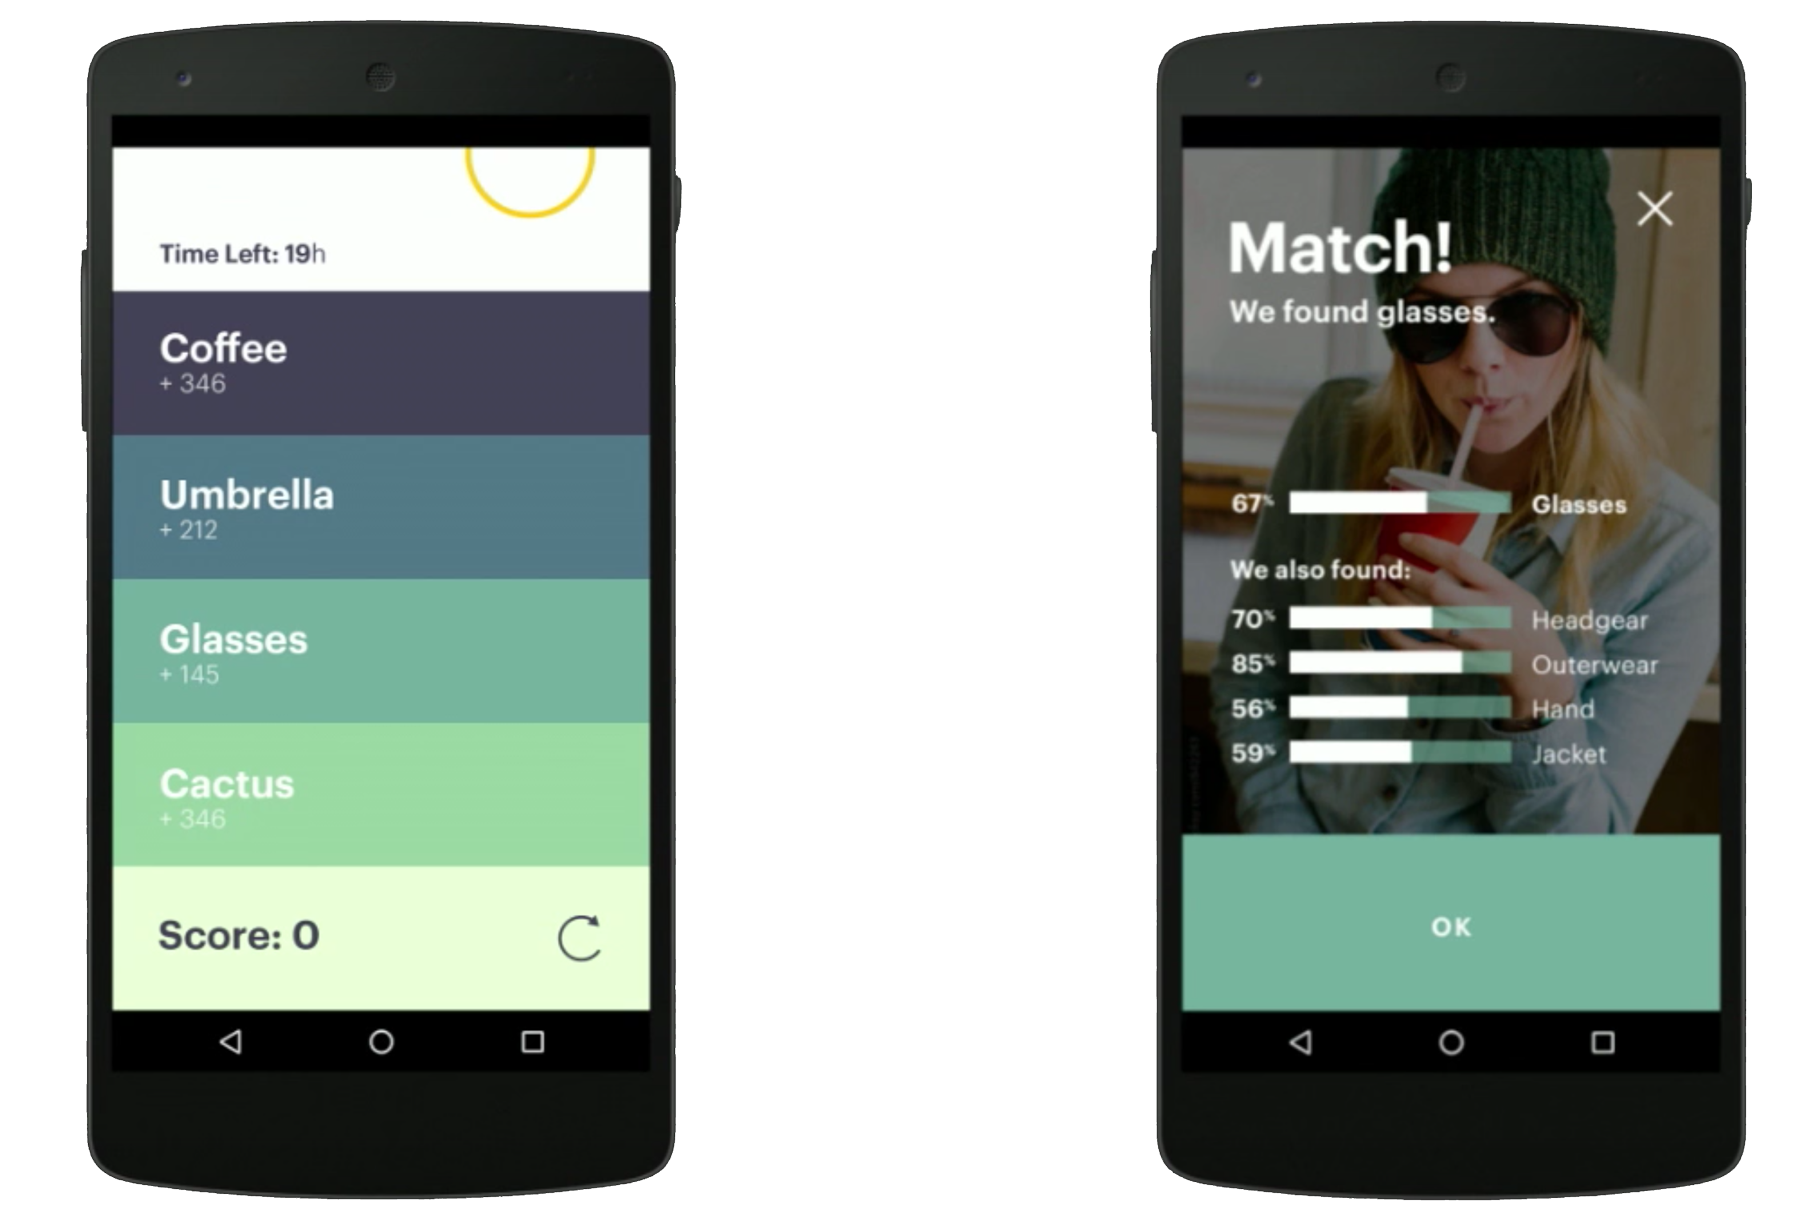 Time Left: 19h
Coffee
+ 346
Umbrella
+ 212
Glasses
+ 145
Cactus
+ 346
Score: 0
Match!
We found glasses.
67% Glasses
We also found:
70% Headgear
85% Outerwear
56% Hand
59% Jacket
OK